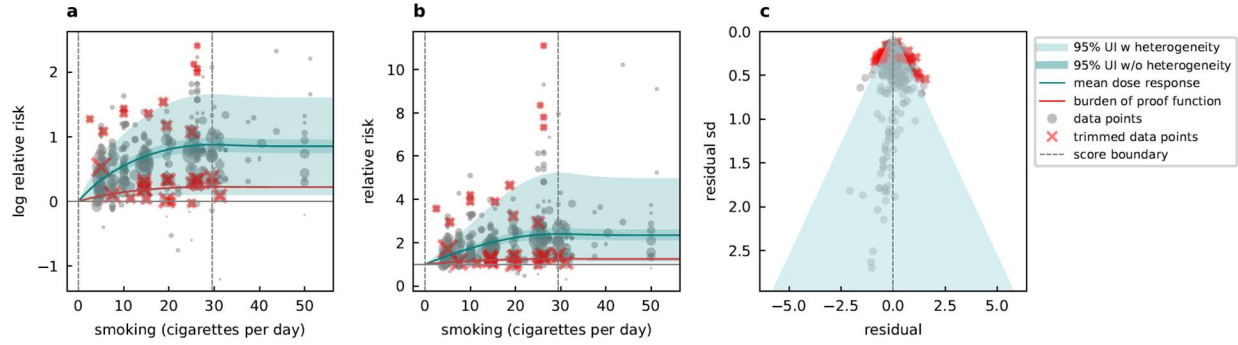 a
2
1
0
−1
log relative risk
0 10 20 30 40 50
smoking (cigarettes per day)
b
10
8
6
4
2
0
relative risk
0 10 20 30 40 50
smoking (cigarettes per day)
c
0.0
0.5
1.0
1.5
2.0
2.5
residual sd
−5.0 −2.5 0.0 2.5 5.0
residual
95% UI w heterogeneity
95% UI w/o heterogeneity
mean dose response
burden of proof function
data points
trimmed data points
score boundary